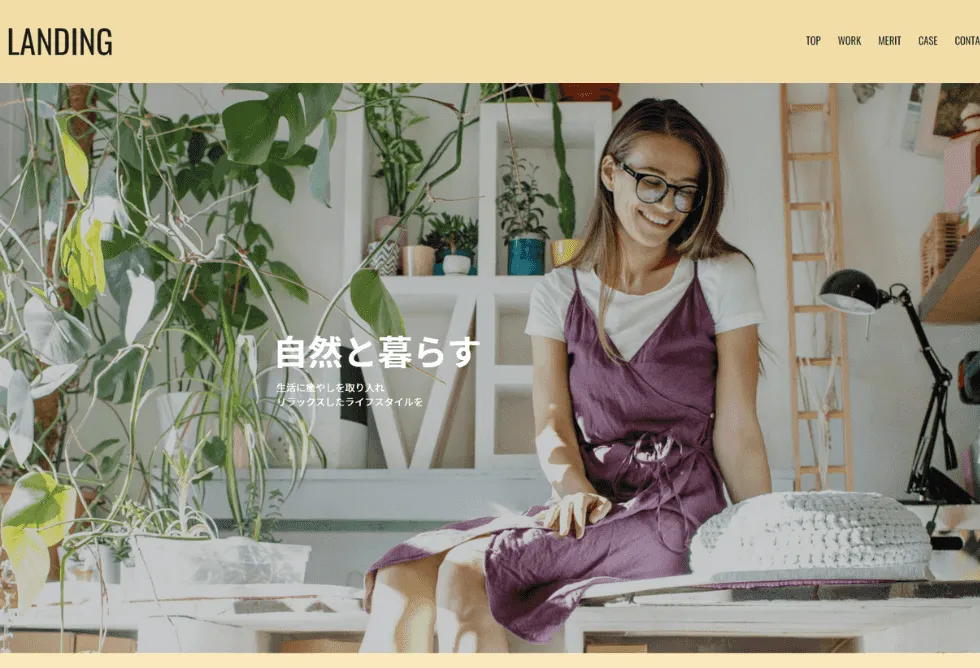 LANDING
TOP WORK MERIT CASE CONTA
自然と暮らす
生活に癒やしを取り入れ
リラックスしたライフスタイルを